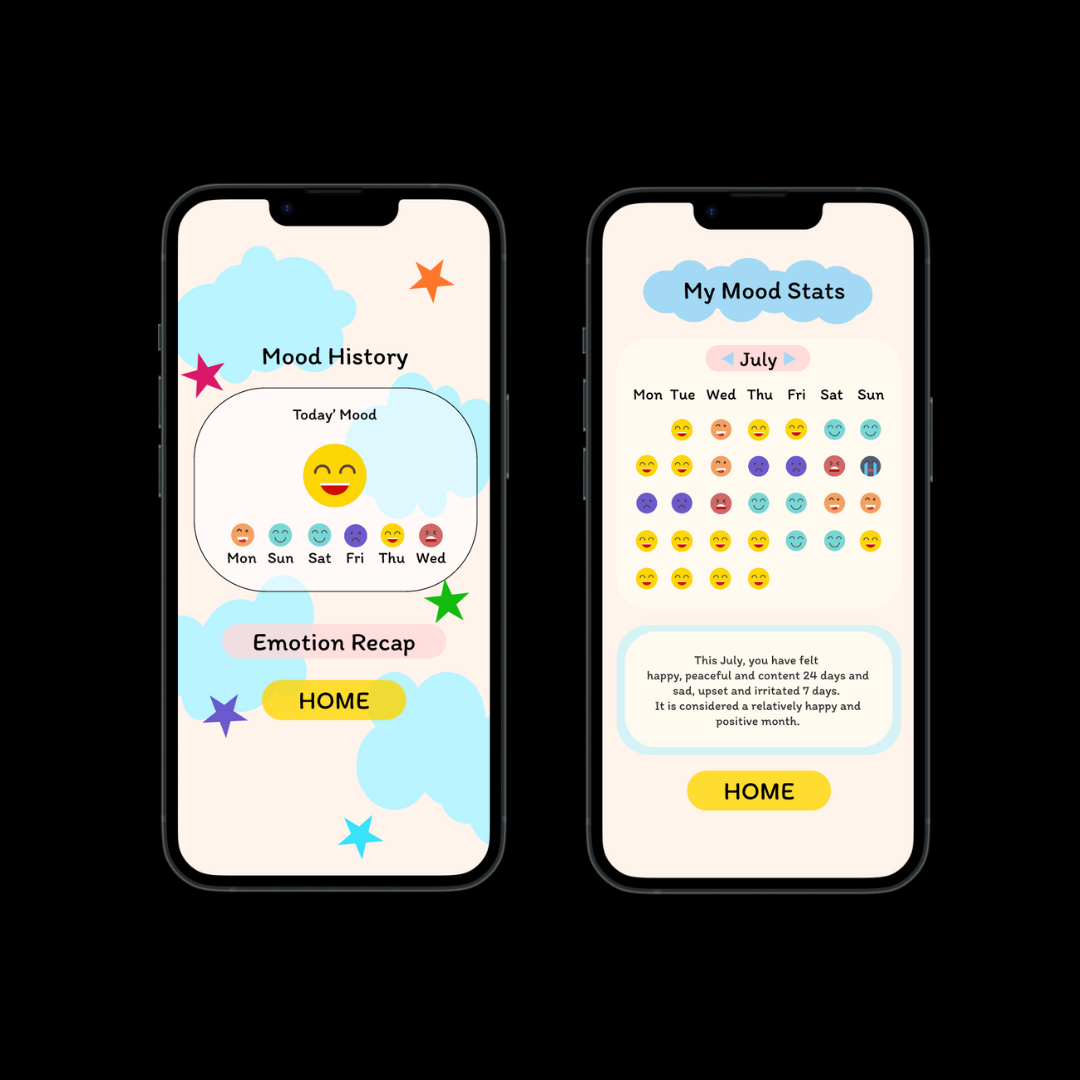 Mood History
Today' Mood
Mon Sun Sat Fri Thu Wed
Emotion Recap
HOME
My Mood Stats
July
Mon Tue Wed Thu Fri Sat Sun
This July, you have felt
happy, peaceful and content 24 days and
sad, upset and irritated 7 days.
It is considered a relatively happy and
positive month.
HOME